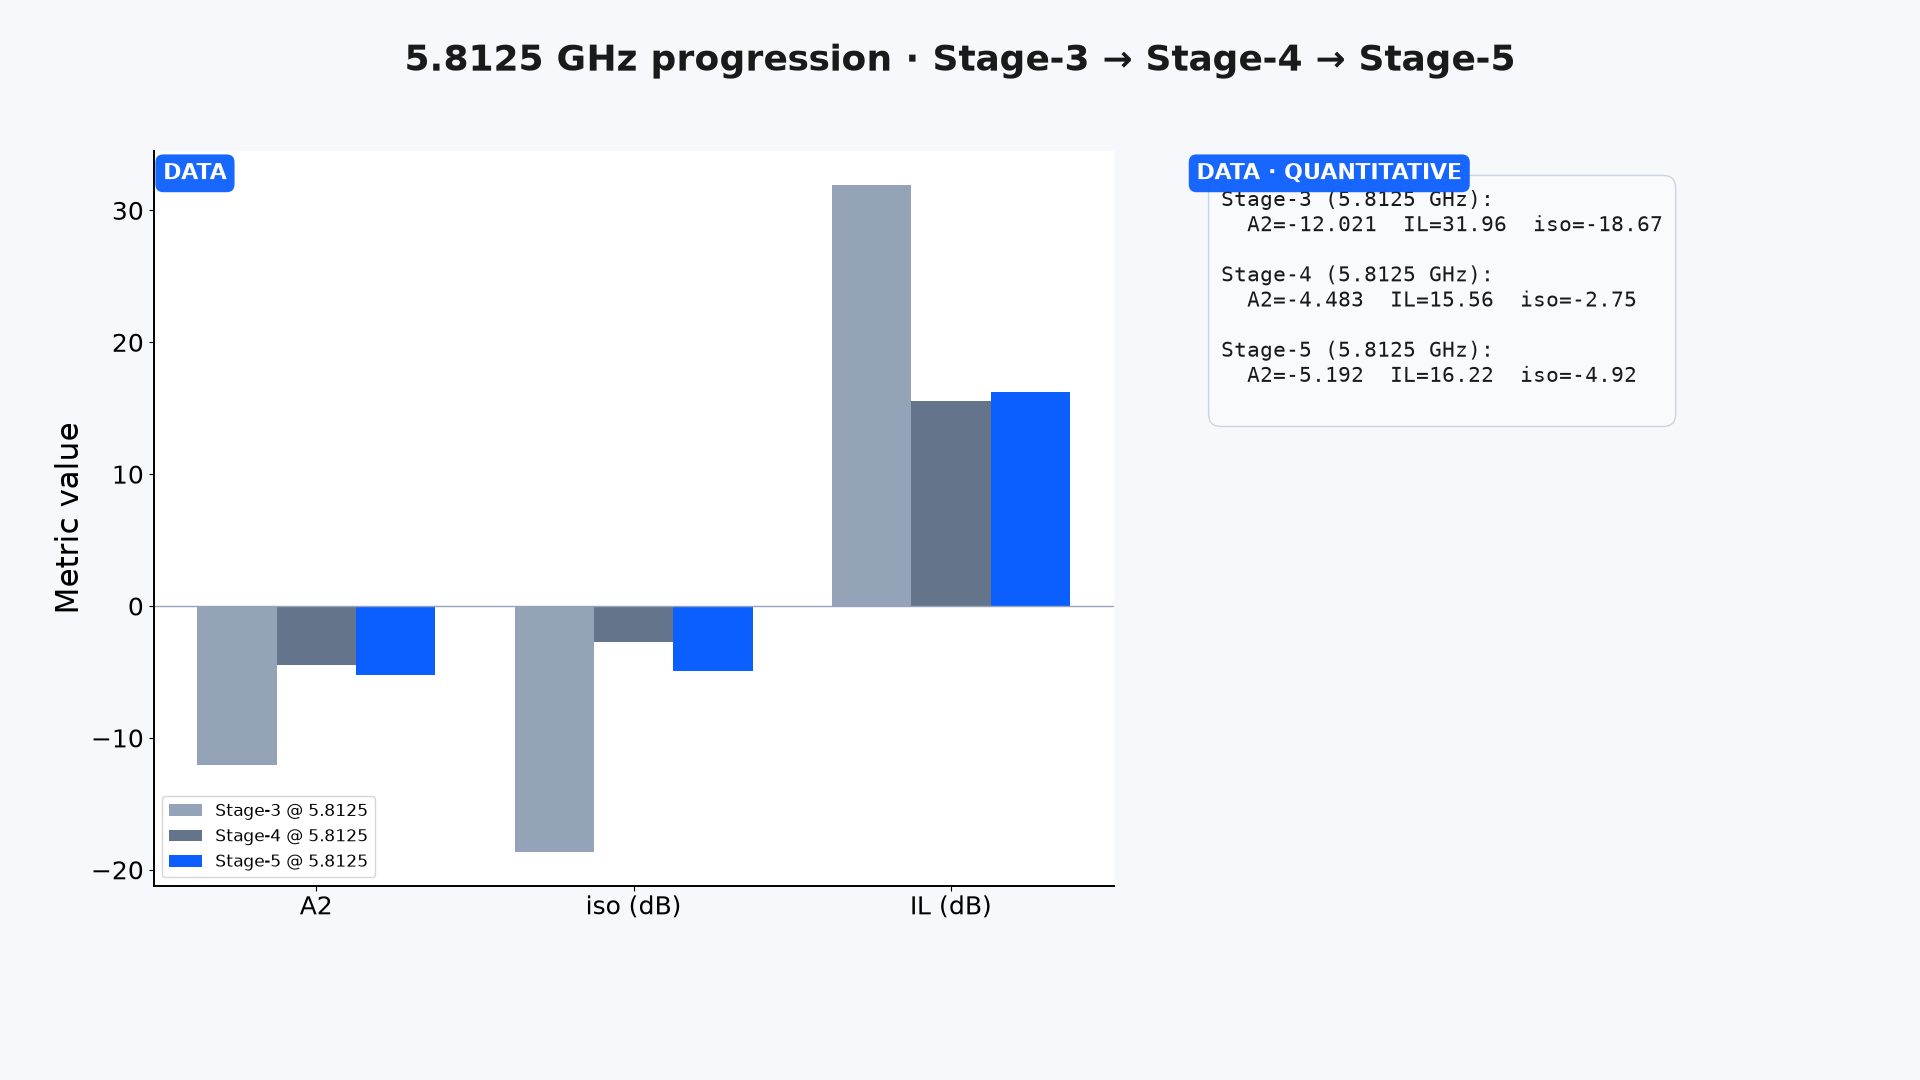 5.8125 GHz progression · Stage-3 → Stage-4 → Stage-5
DATA
Metric value
30
20
10
0
−10
−20
A2
iso (dB)
IL (dB)
Stage-3 @ 5.8125
Stage-4 @ 5.8125
Stage-5 @ 5.8125
DATA · QUANTITATIVE
Stage-3 (5.8125 GHz):
A2=-12.021  IL=31.96  iso=-18.67
Stage-4 (5.8125 GHz):
A2=-4.483  IL=15.56  iso=-2.75
Stage-5 (5.8125 GHz):
A2=-5.192  IL=16.22  iso=-4.92